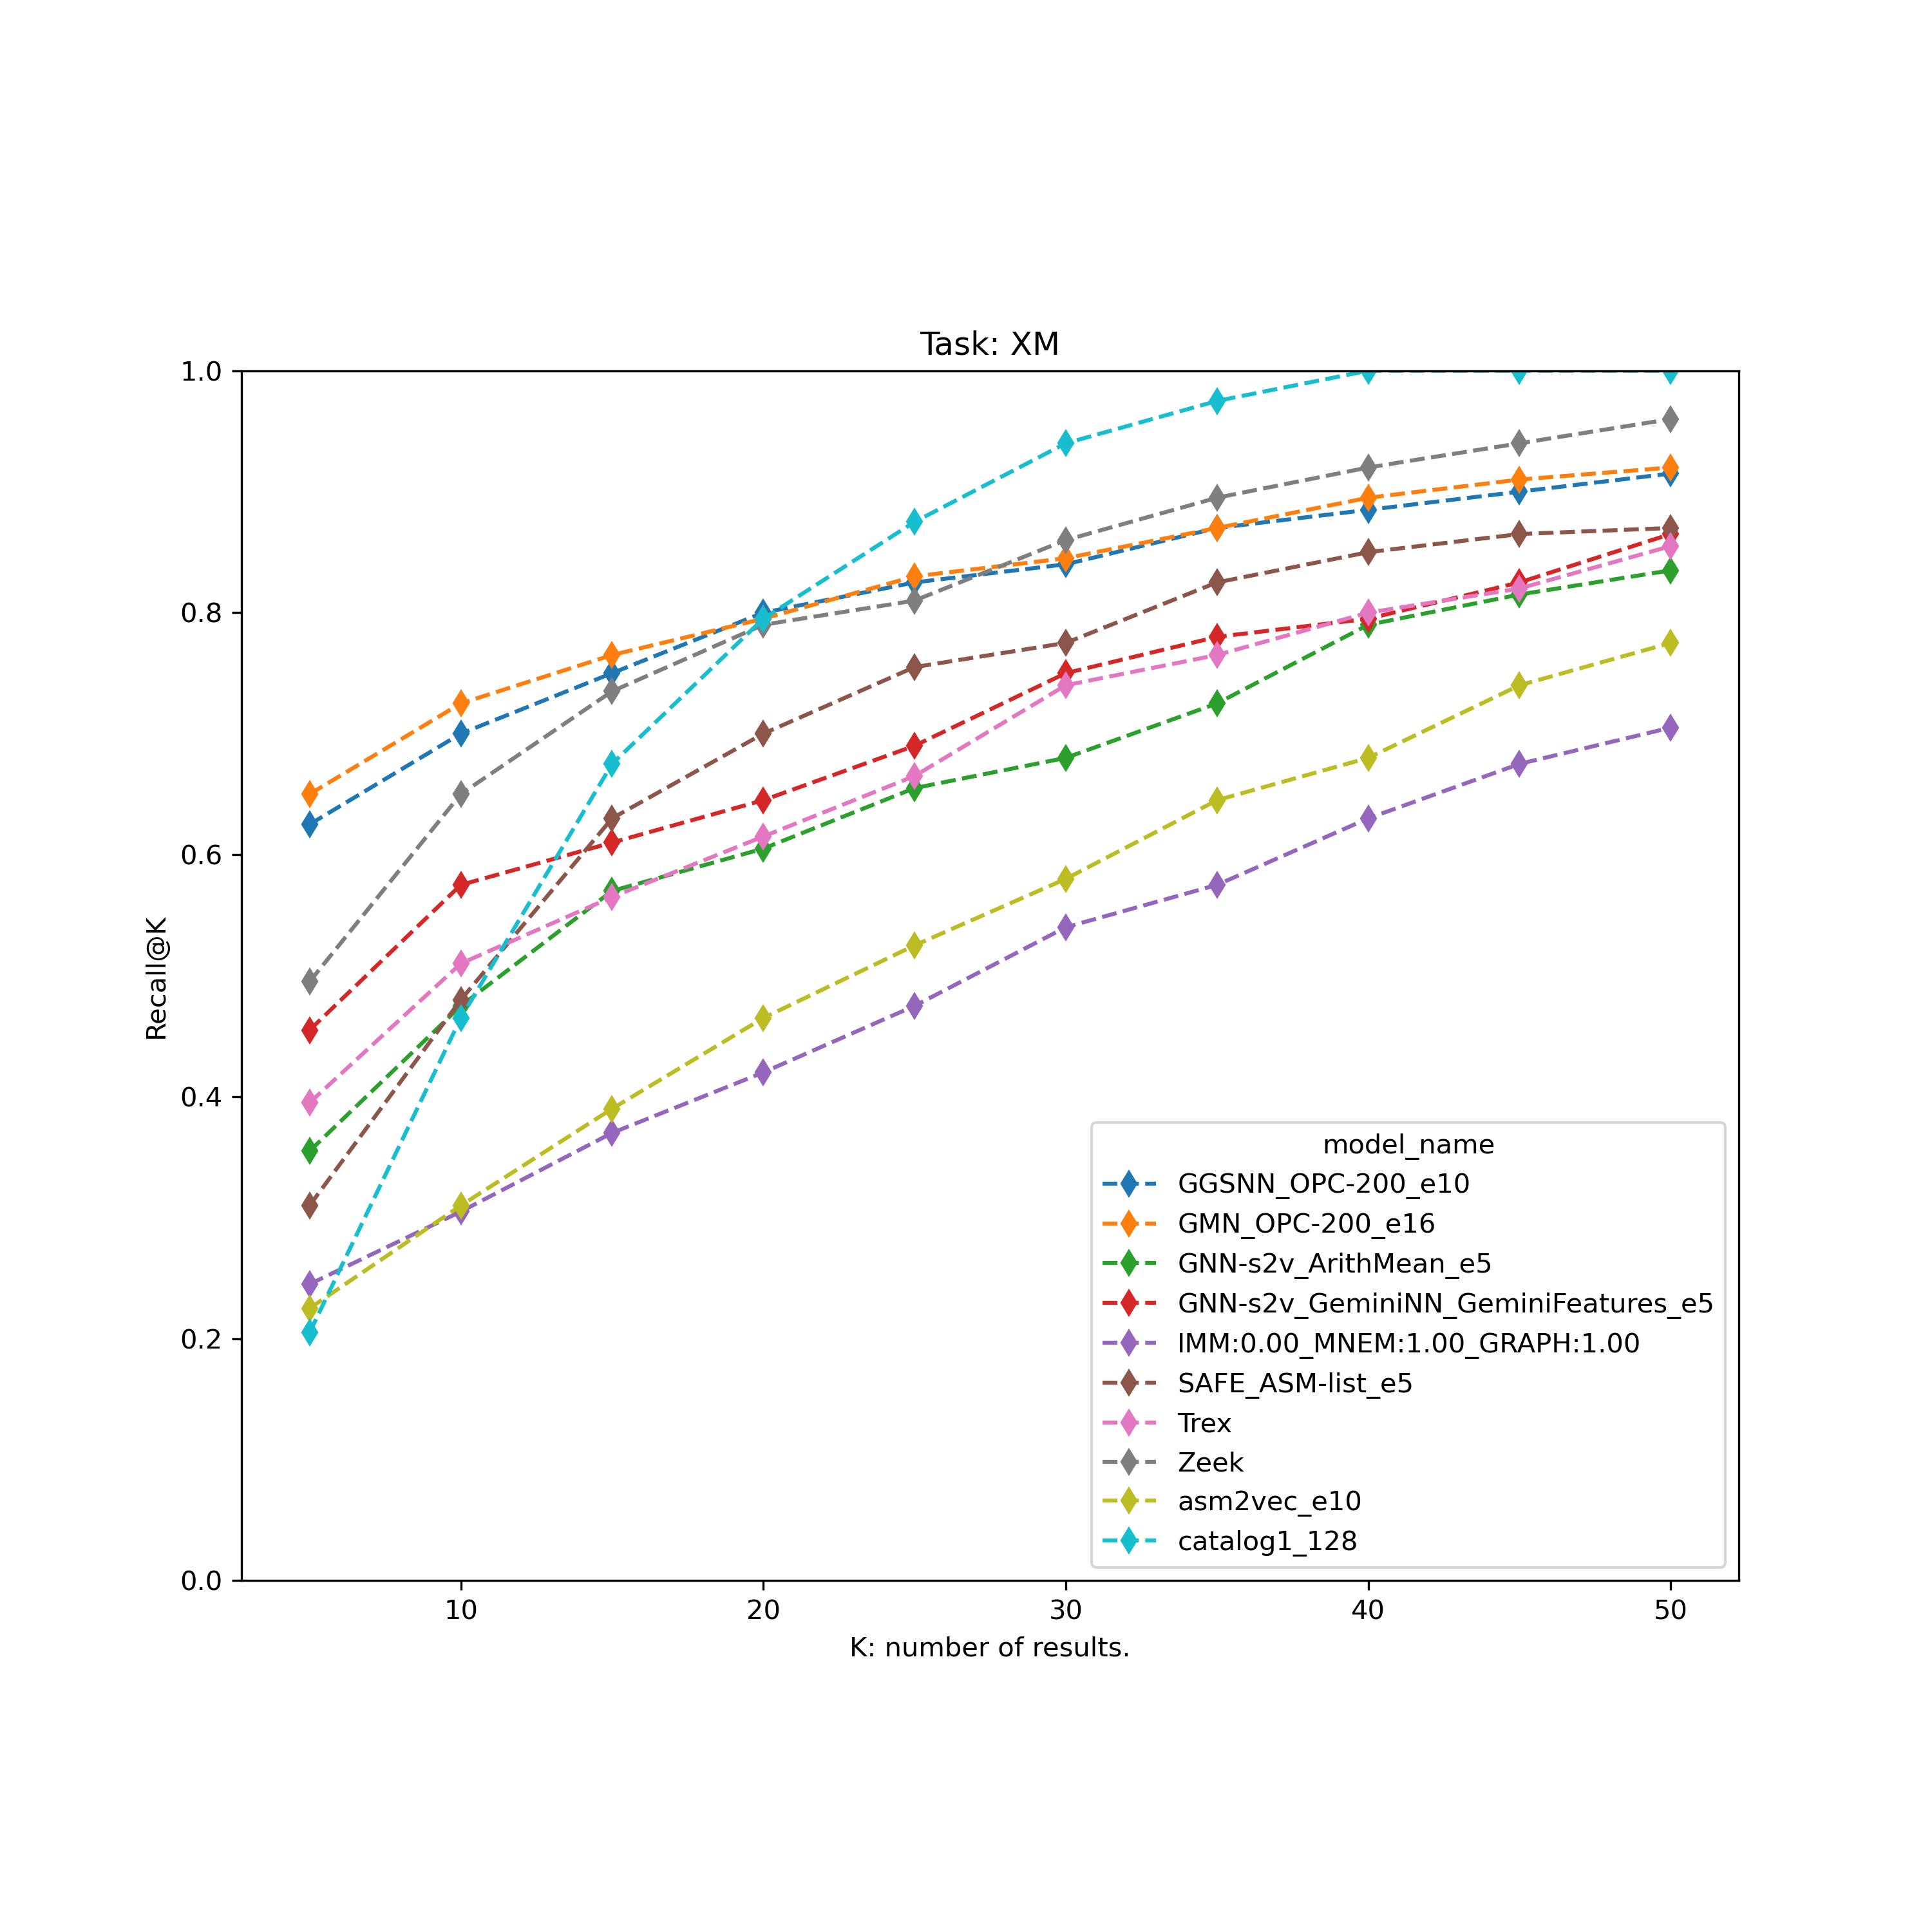 Task: XM
1.0
0.8
0.6
0.4
0.2
0.0
Recall@K
10 20 30 40 50
K: number of results.
model_name
GGSNN_OPC-200_e10
GMN_OPC-200_e16
GNN-s2v_ArithMean_e5
GNN-s2v_GeminiNN_GeminiFeatures_e5
IMM:0.00_MNEM:1.00_GRAPH:1.00
SAFE_ASM-list_e5
Trex
Zeek
asm2vec_e10
catalog1_128